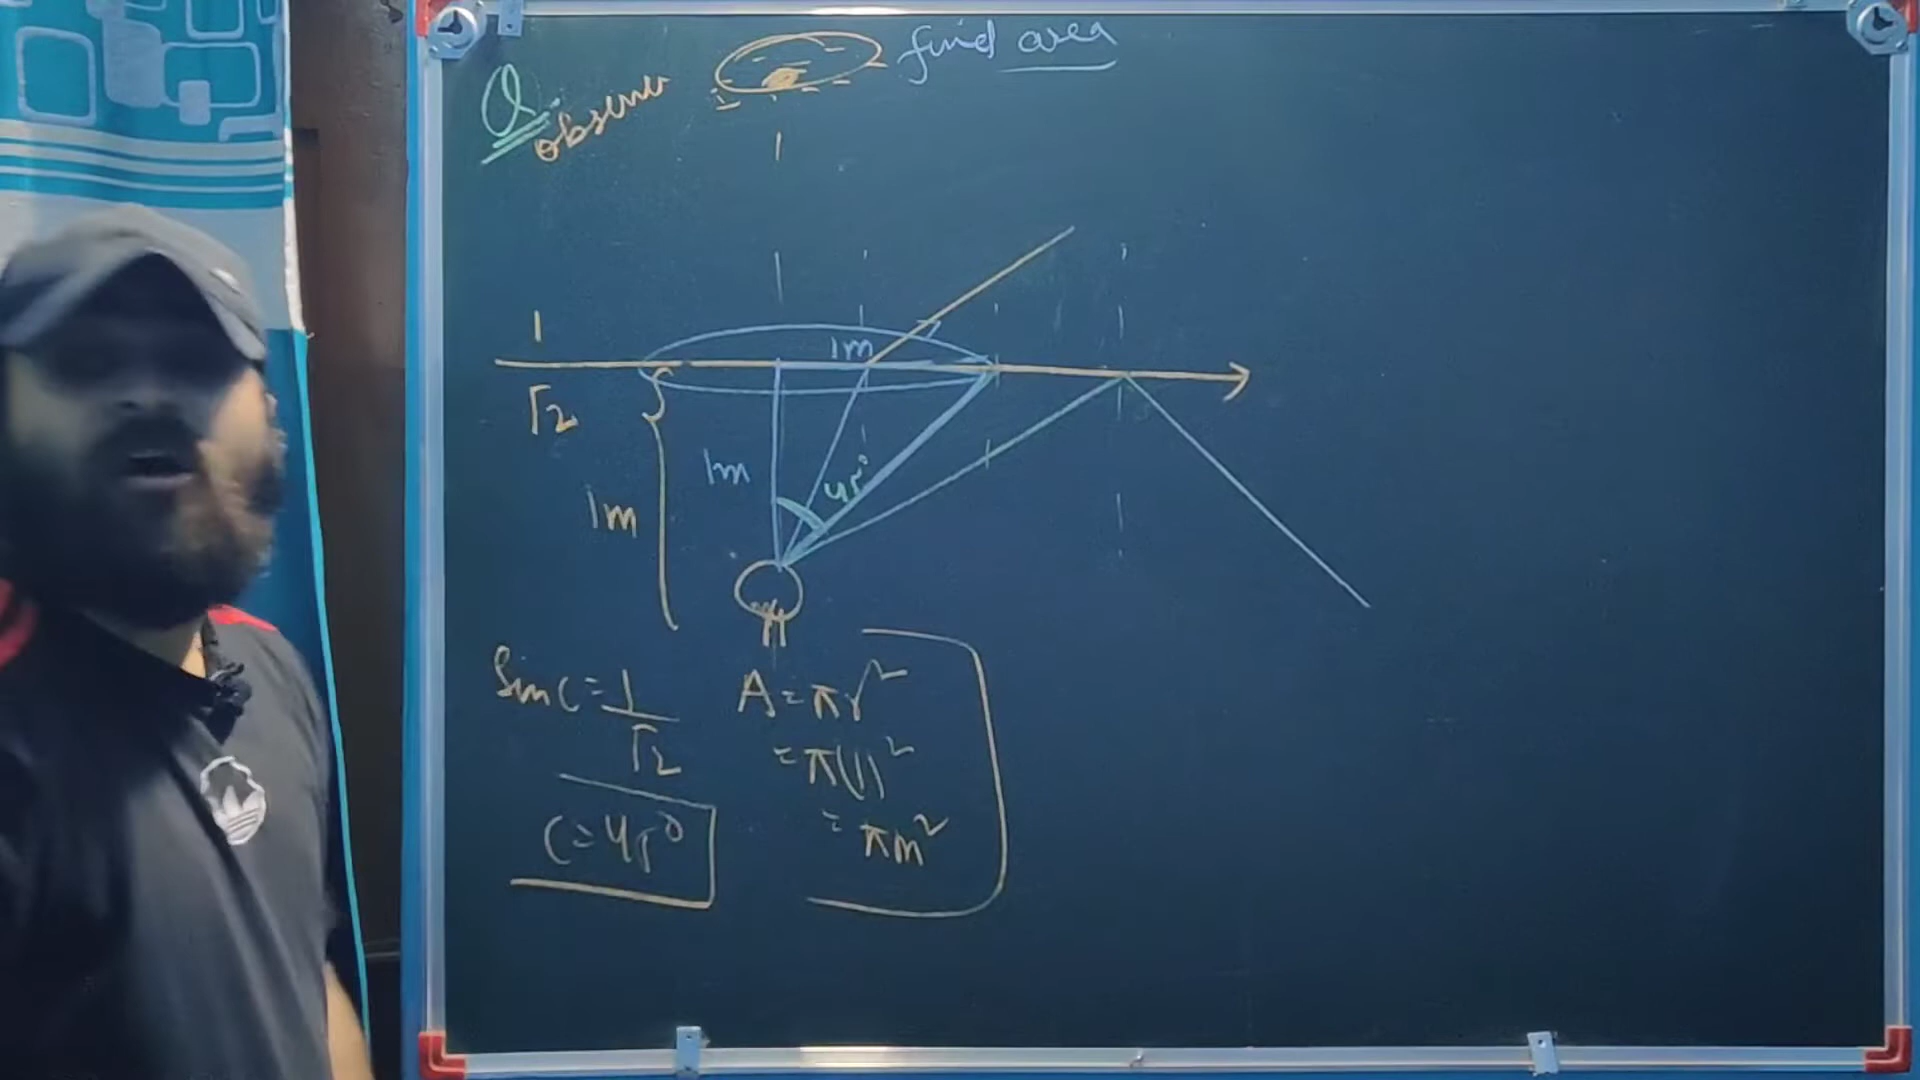 Q. observer find area
1
1m
√2
1m
45°
1m
Sin C = 1/√2
C = 45°
A = πr²
= π(1)²
= πm²